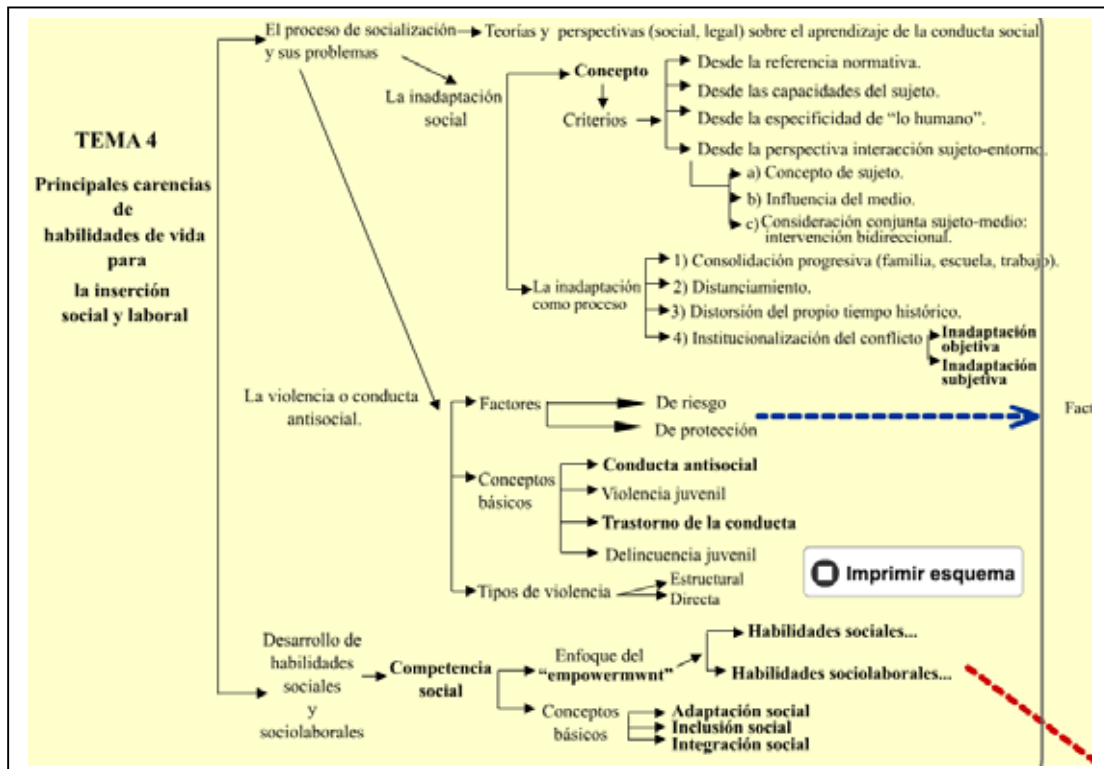 El proceso de socialización
y sus problemas
Teorías y perspectivas (social, legal) sobre el aprendizaje de la conducta social
La inadaptación
social
Concepto
Criterios
Desde la referencia normativa.
Desde las capacidades del sujeto.
Desde la especificidad de “lo humano”.
Desde la perspectiva interacción sujeto-entorno.
a) Concepto de sujeto.
b) Influencia del medio.
c) Consideración conjunta sujeto-medio:
intervención bidireccional.
TEMA 4
Principales carencias
de
habilidades de vida
para
la inserción
social y laboral
La inadaptación
como proceso
1) Consolidación progresiva (familia, escuela, trabajo).
2) Distanciamiento.
3) Distorsión del propio tiempo histórico.
4) Institucionalización del conflicto
Inadaptación
objetiva
Inadaptación
subjetiva
La violencia o conducta
antisocial.
Factores
De riesgo
De protección
Fact
Conceptos
básicos
Conducta antisocial
Violencia juvenil
Trastorno de la conducta
Delincuencia juvenil
Imprimir esquema
Tipos de violencia
Estructural
Directa
Desarrollo de
habilidades
sociales
y
sociolaborales
Competencia
social
Enfoque del
“empowermwnt”
Habilidades sociales...
Habilidades sociolaborales...
Conceptos
básicos
Adaptación social
Inclusión social
Integración social